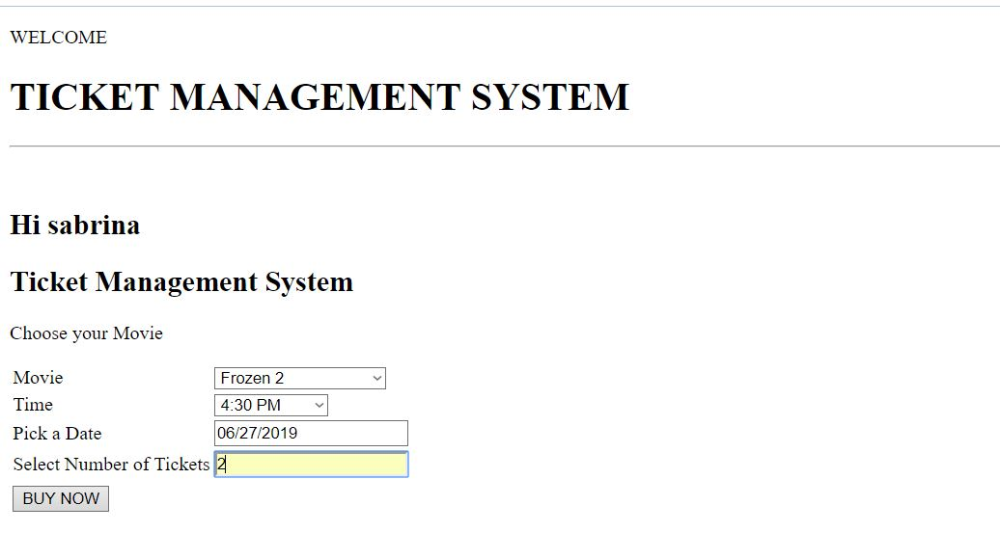 WELCOME
TICKET MANAGEMENT SYSTEM
Hi sabrina
Ticket Management System
Choose your Movie
Movie Frozen 2
Time 4:30 PM
Pick a Date 06/27/2019
Select Number of Tickets 2
BUY NOW